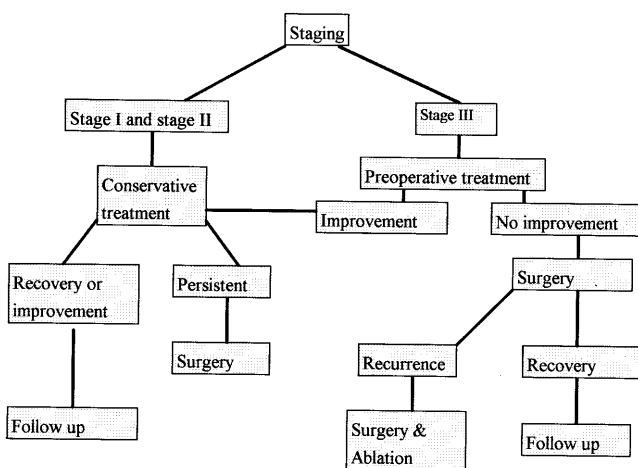 Staging
Stage I and stage II
Stage III
Conservative
treatment
Preoperative treatment
Improvement
No improvement
Recovery or
improvement
Persistent
Surgery
Surgery
Recurrence
Recovery
Follow up
Surgery &
Ablation
Follow up